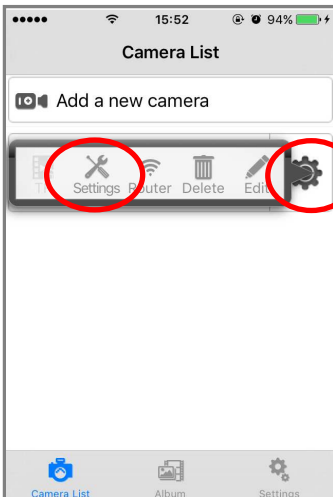 15:52 94%
Camera List
Add a new camera
Settings Router Delete Edit
Camera List Album Settings